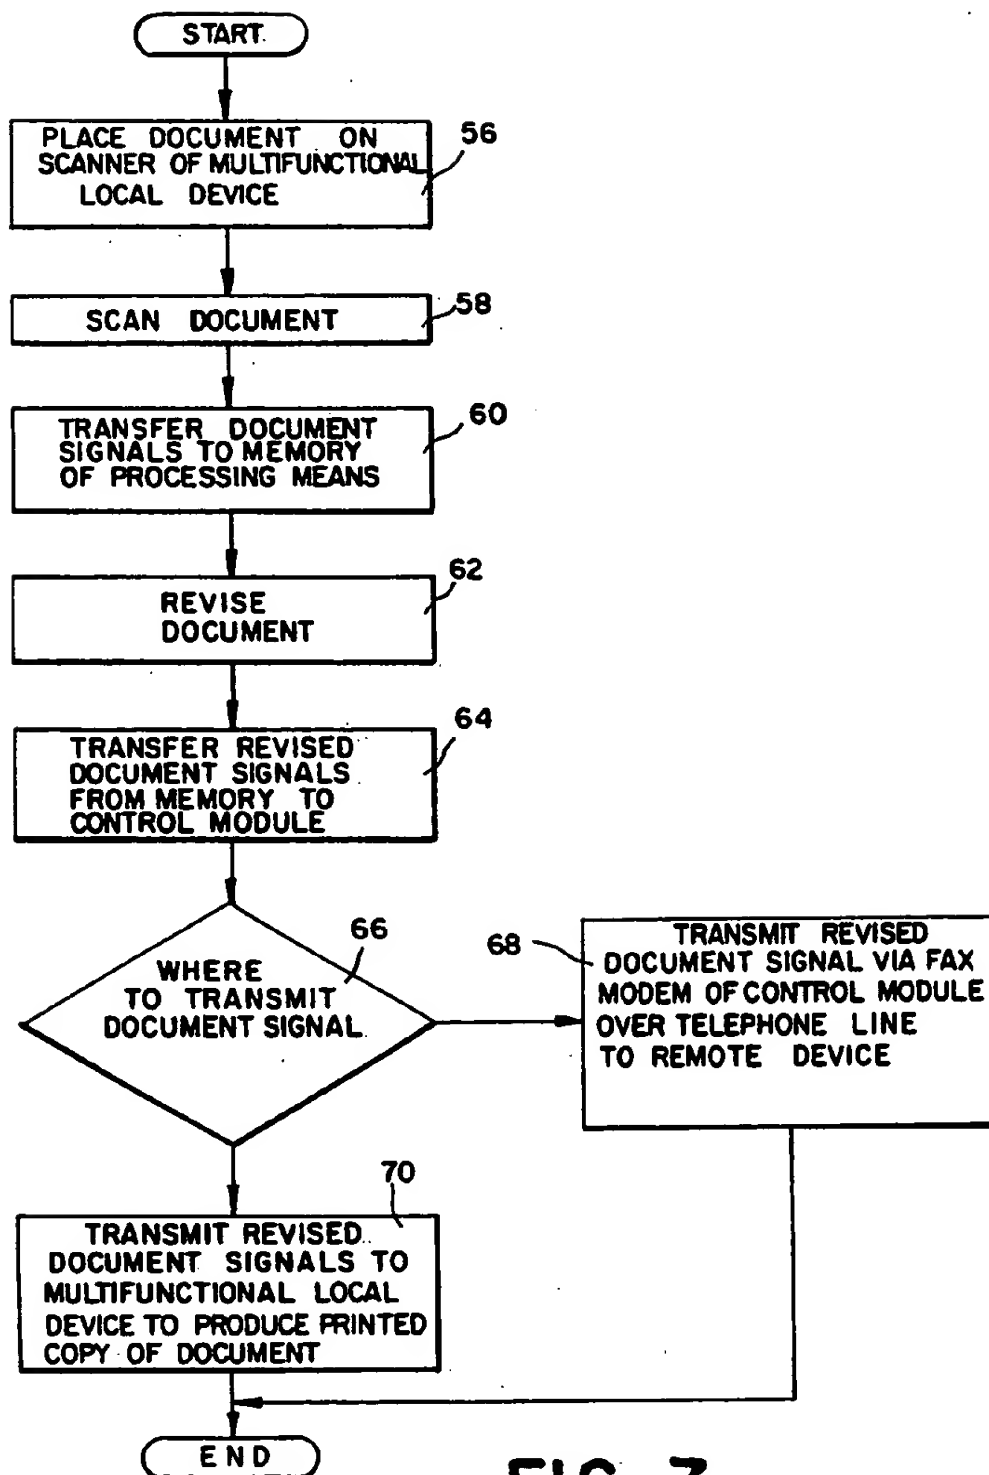 START
PLACE DOCUMENT ON
SCANNER OF MULTIFUNCTIONAL
LOCAL DEVICE
56
SCAN DOCUMENT
58
TRANSFER DOCUMENT
SIGNALS TO MEMORY
OF PROCESSING MEANS
60
REVISE
DOCUMENT
62
TRANSFER REVISED
DOCUMENT SIGNALS
FROM MEMORY TO
CONTROL MODULE
64
WHERE
TO TRANSMIT
DOCUMENT SIGNAL
66
68
TRANSMIT REVISED
DOCUMENT SIGNAL VIA FAX
MODEM OF CONTROL MODULE
OVER TELEPHONE LINE
TO REMOTE DEVICE
70
TRANSMIT REVISED
DOCUMENT SIGNALS TO
MULTIFUNCTIONAL LOCAL
DEVICE TO PRODUCE PRINTED
COPY OF DOCUMENT
END
FIG.